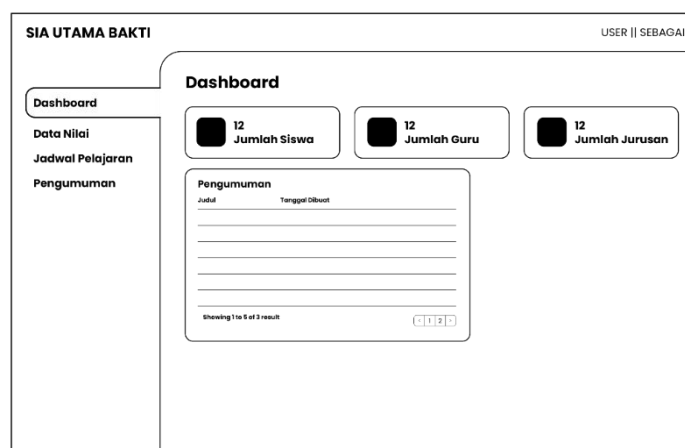 SIA UTAMA BAKTI
USER || SEBAGAI
Dashboard
Data Nilai
Jadwal Pelajaran
Pengumuman
Dashboard
12
Jumlah Siswa
12
Jumlah Guru
12
Jumlah Jurusan
Pengumuman
Judul Tanggal Dibuat
Showing 1 to 5 of 3 result
< 1 2 >